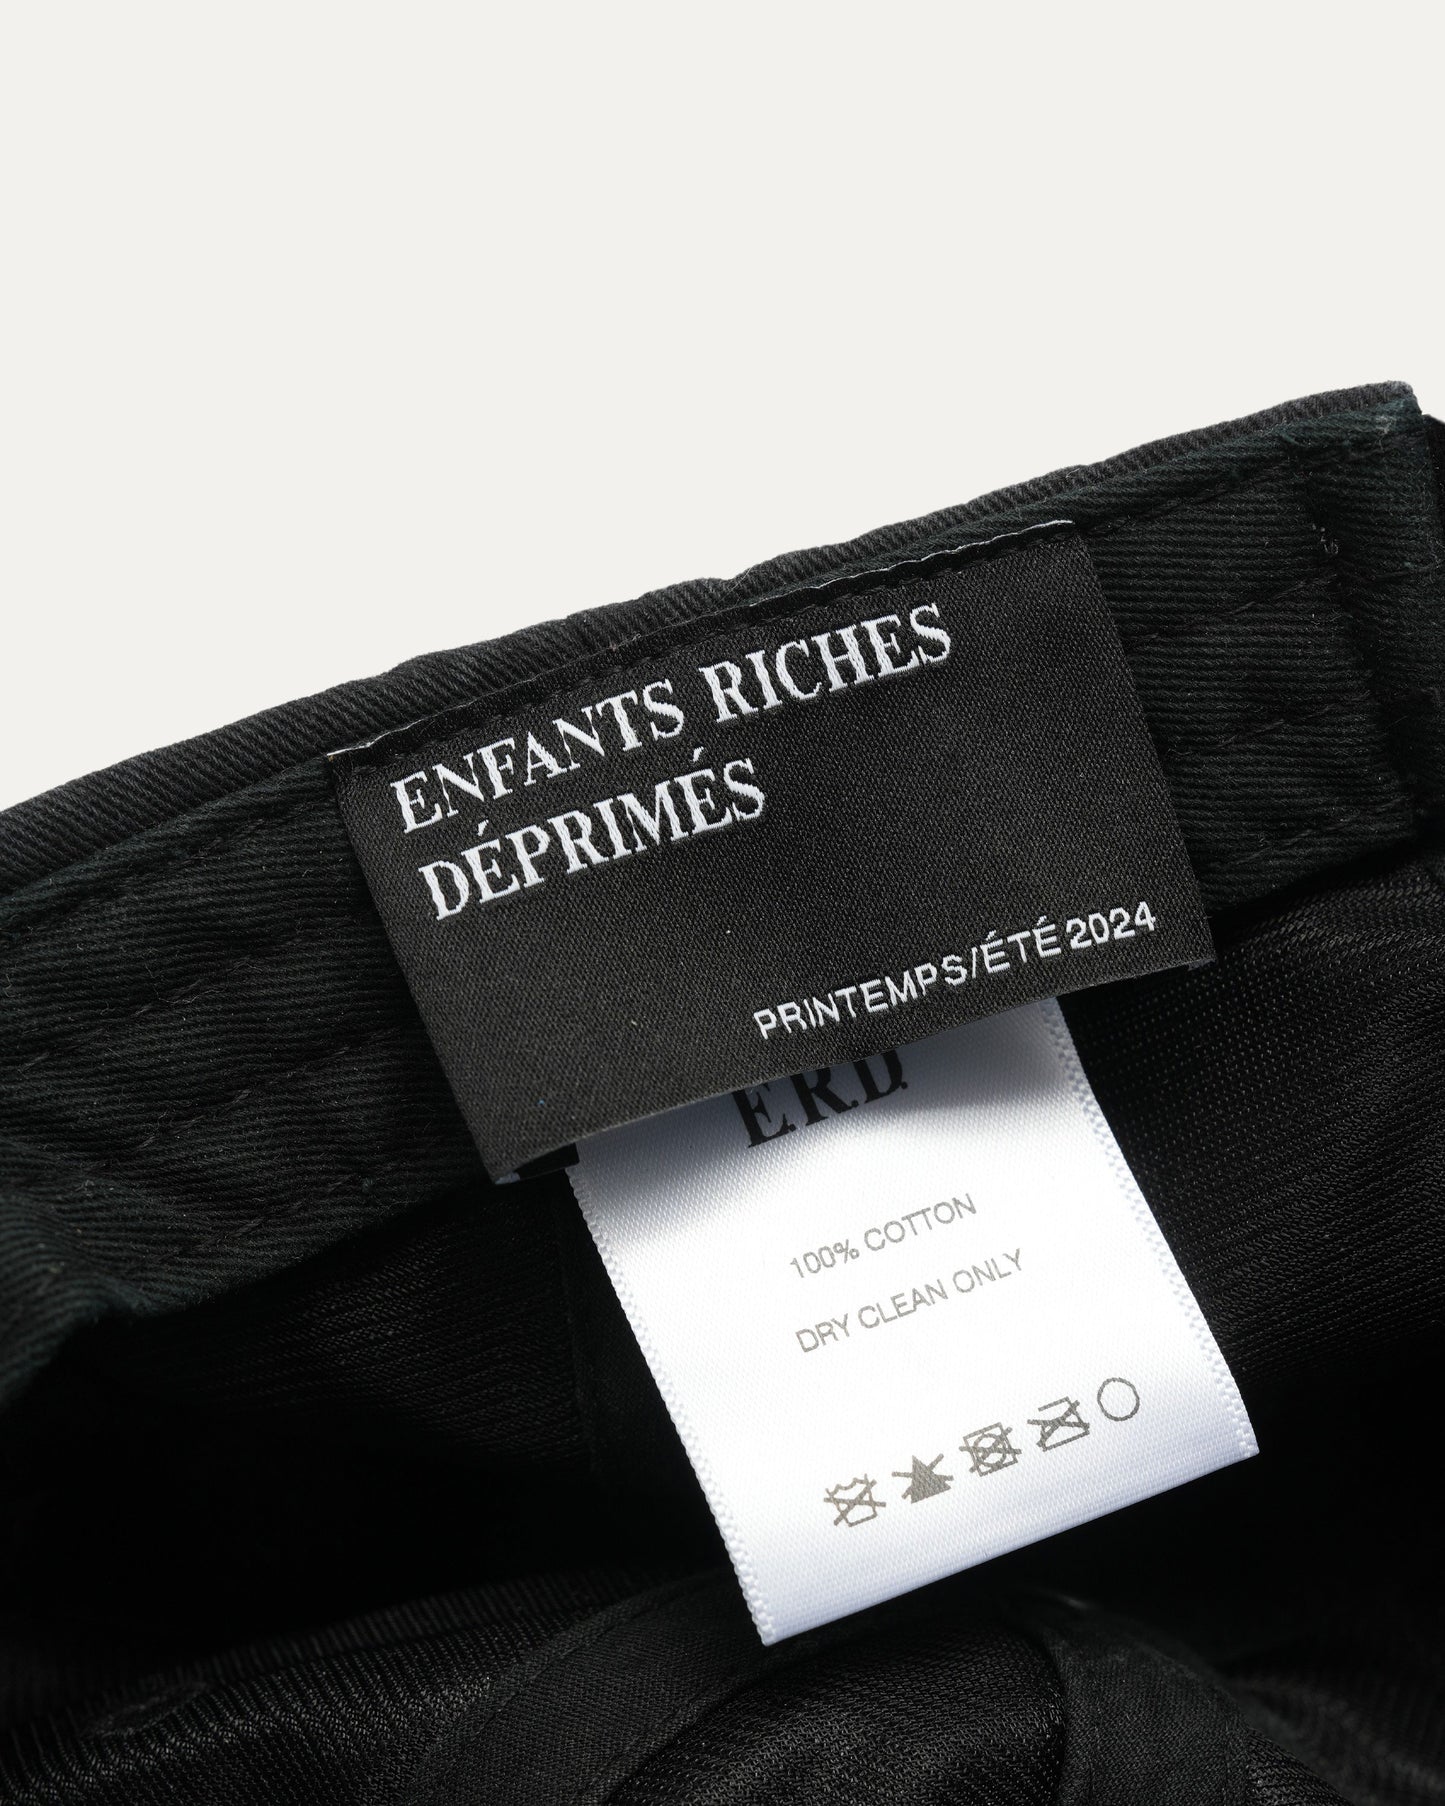 ENFANTS RICHES
DÉPRIMÉS
PRINTEMPS/ÉTÉ 2024
E.R.D.
100% COTTON
DRY CLEAN ONLY